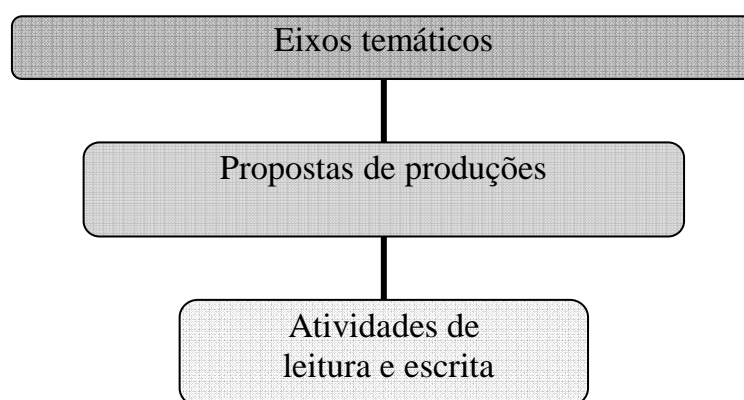 Eixos temáticos
Propostas de produções
Atividades de
leitura e escrita